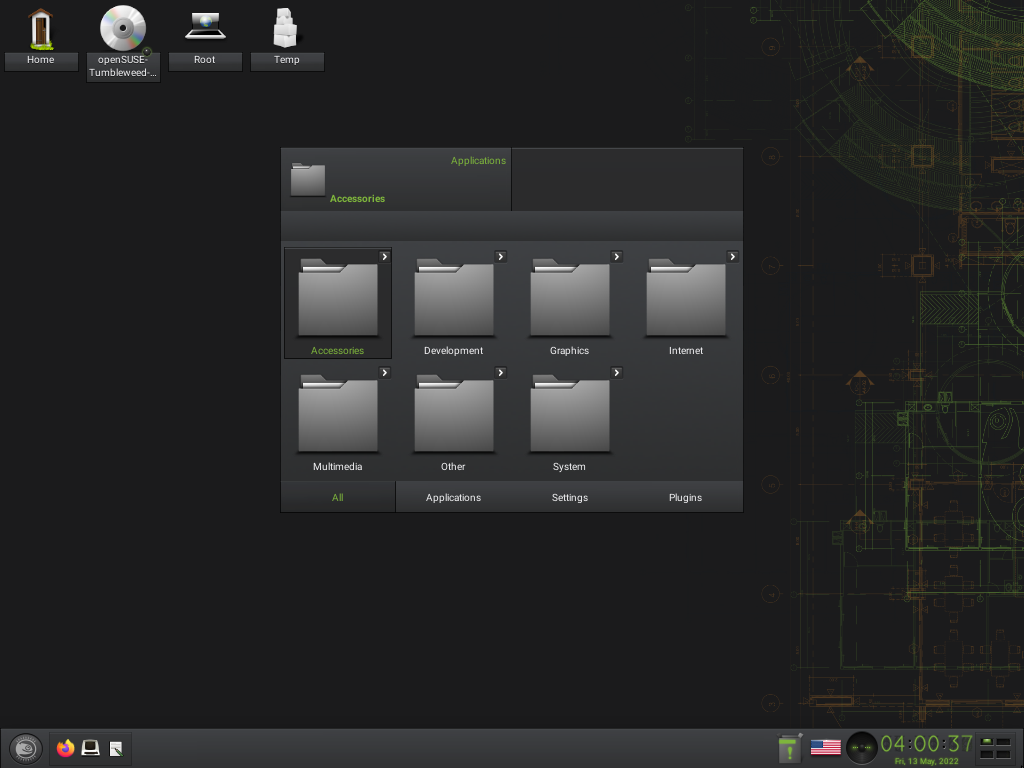 Home
openSUSE-
Tumbleweed-...
Root
Temp
Applications
Accessories
Accessories
Development
Graphics
Internet
Multimedia
Other
System
All
Applications
Settings
Plugins
04:00:37
Fri, 13 May, 2022